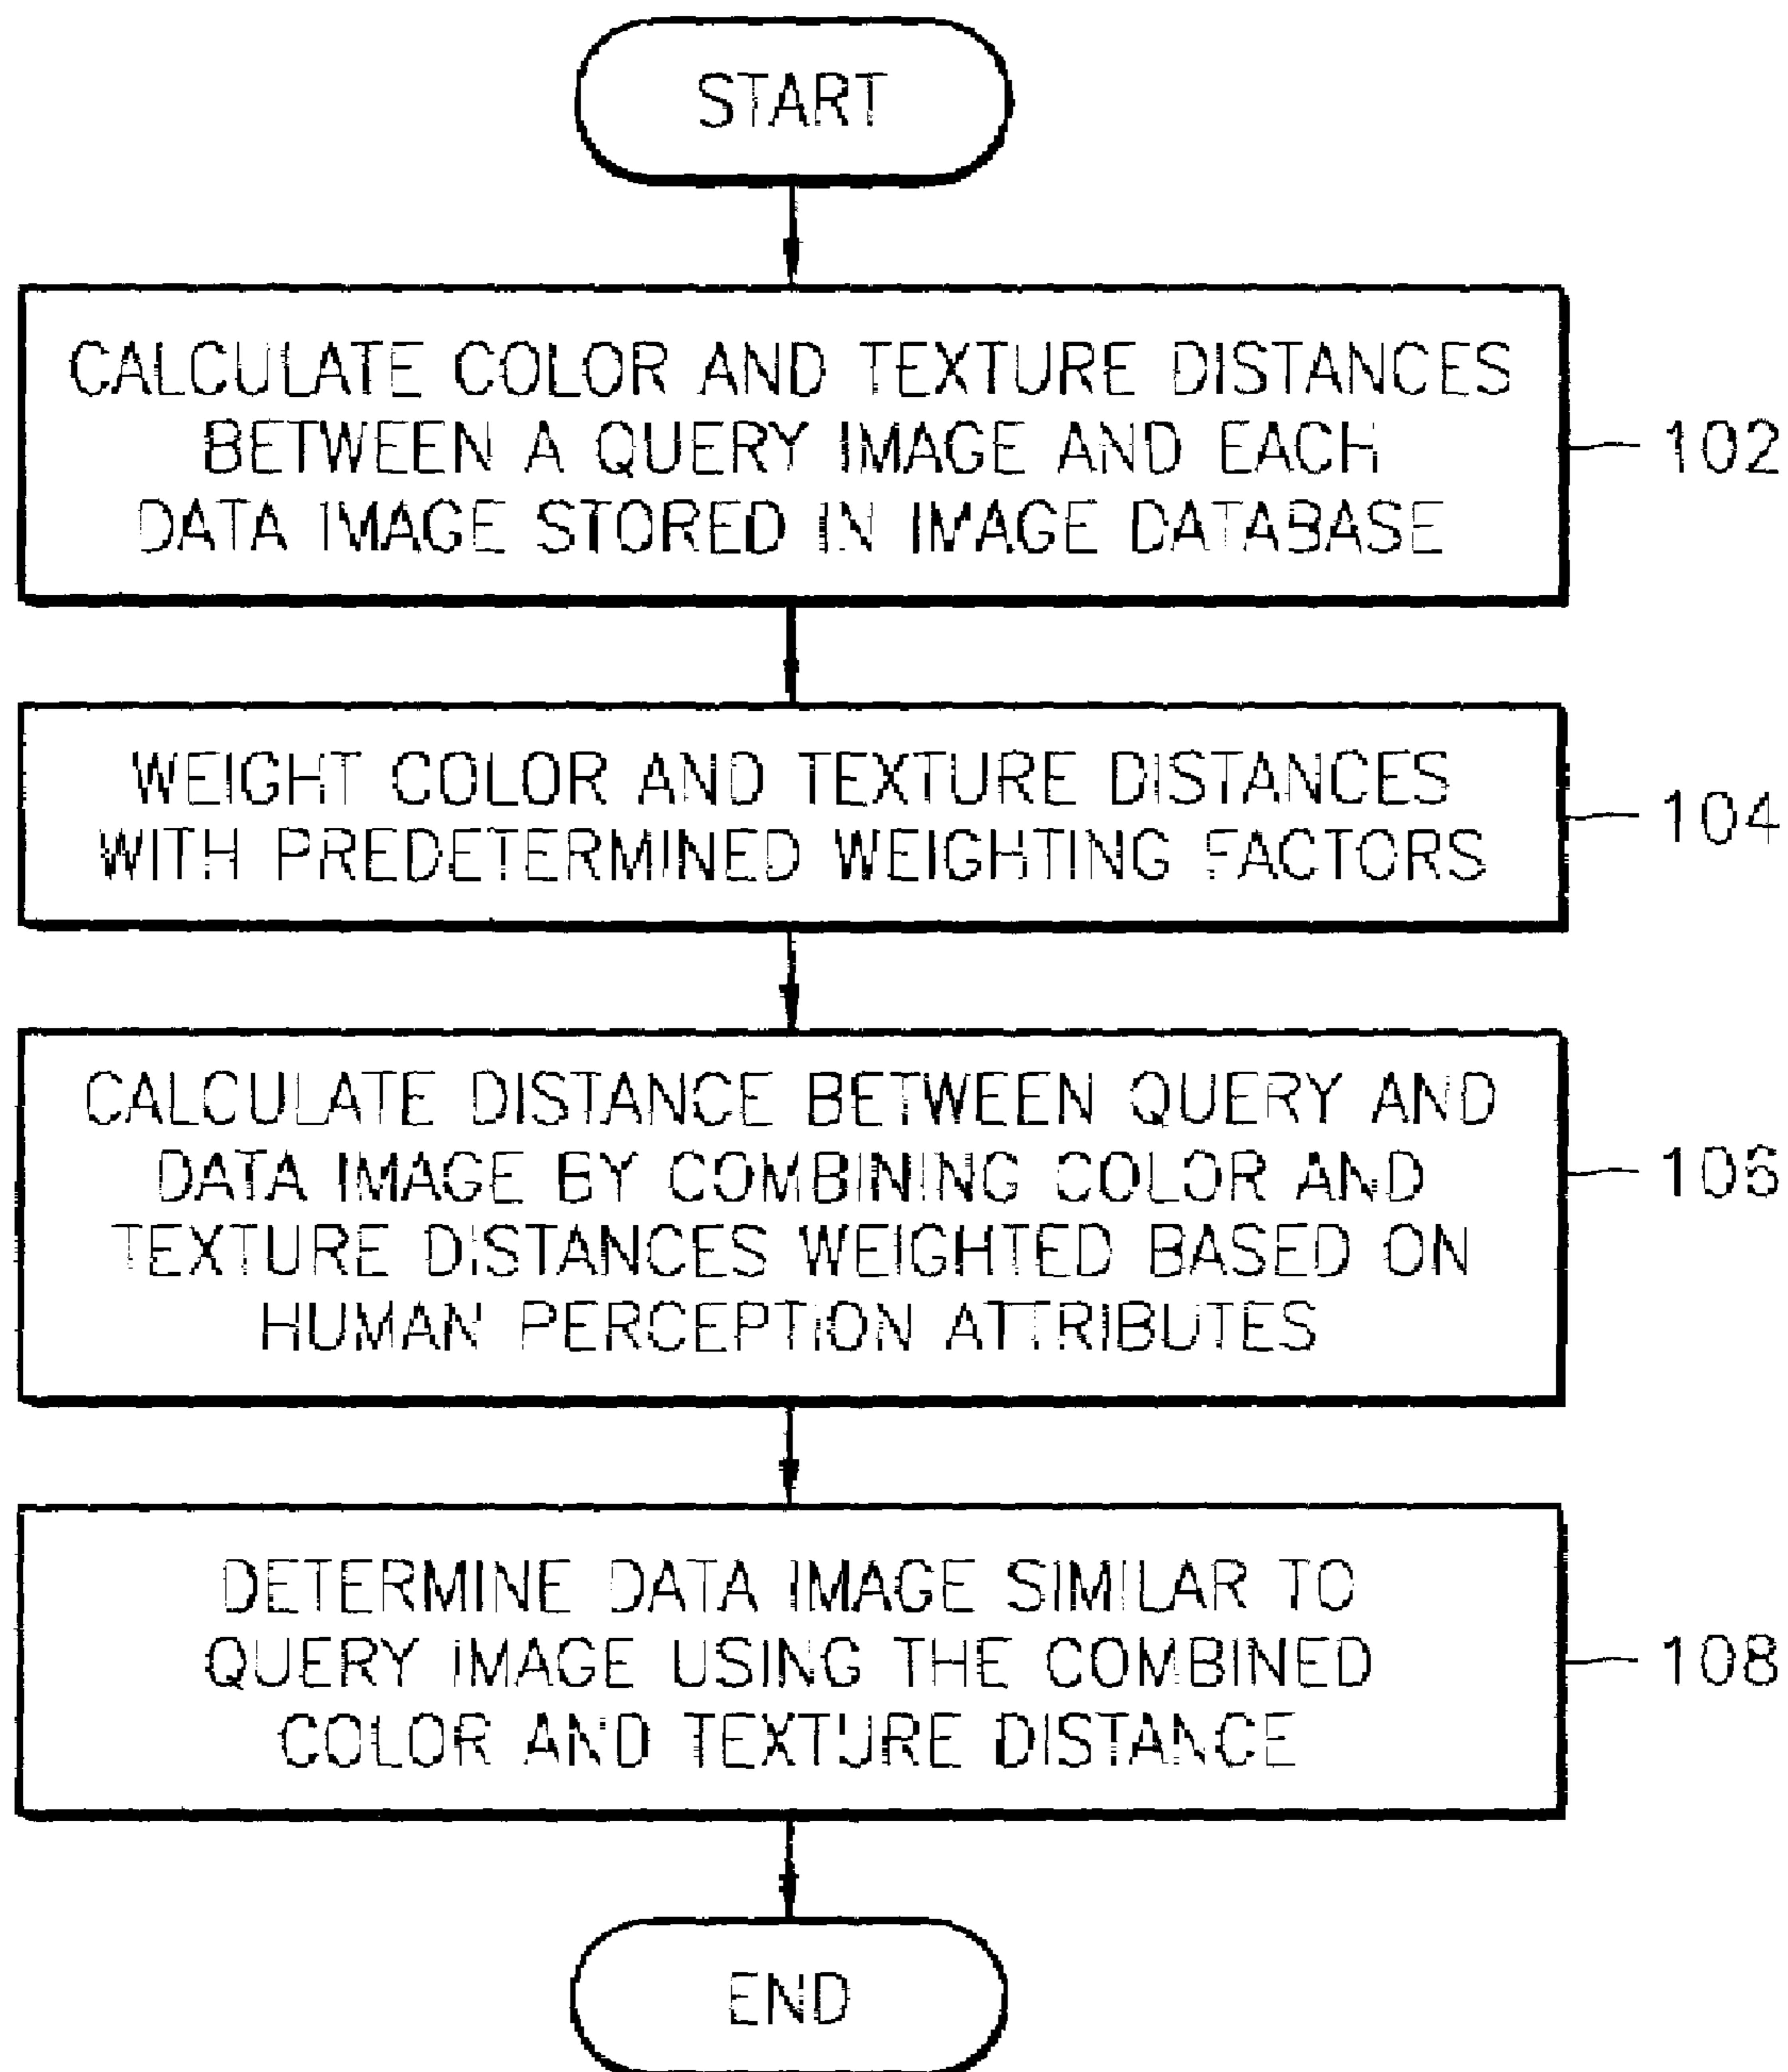 START
CALCULATE COLOR AND TEXTURE DISTANCES
BETWEEN A QUERY IMAGE AND EACH
DATA IMAGE STORED IN IMAGE DATABASE
102
WEIGHT COLOR AND TEXTURE DISTANCES
WITH PREDETERMINED WEIGHTING FACTORS
104
CALCULATE DISTANCE BETWEEN QUERY AND
DATA IMAGE BY COMBINING COLOR AND
TEXTURE DISTANCES WEIGHTED BASED ON
HUMAN PERCEPTION ATTRIBUTES
106
DETERMINE DATA IMAGE SIMILAR TO
QUERY IMAGE USING THE COMBINED
COLOR AND TEXTURE DISTANCE
108
END